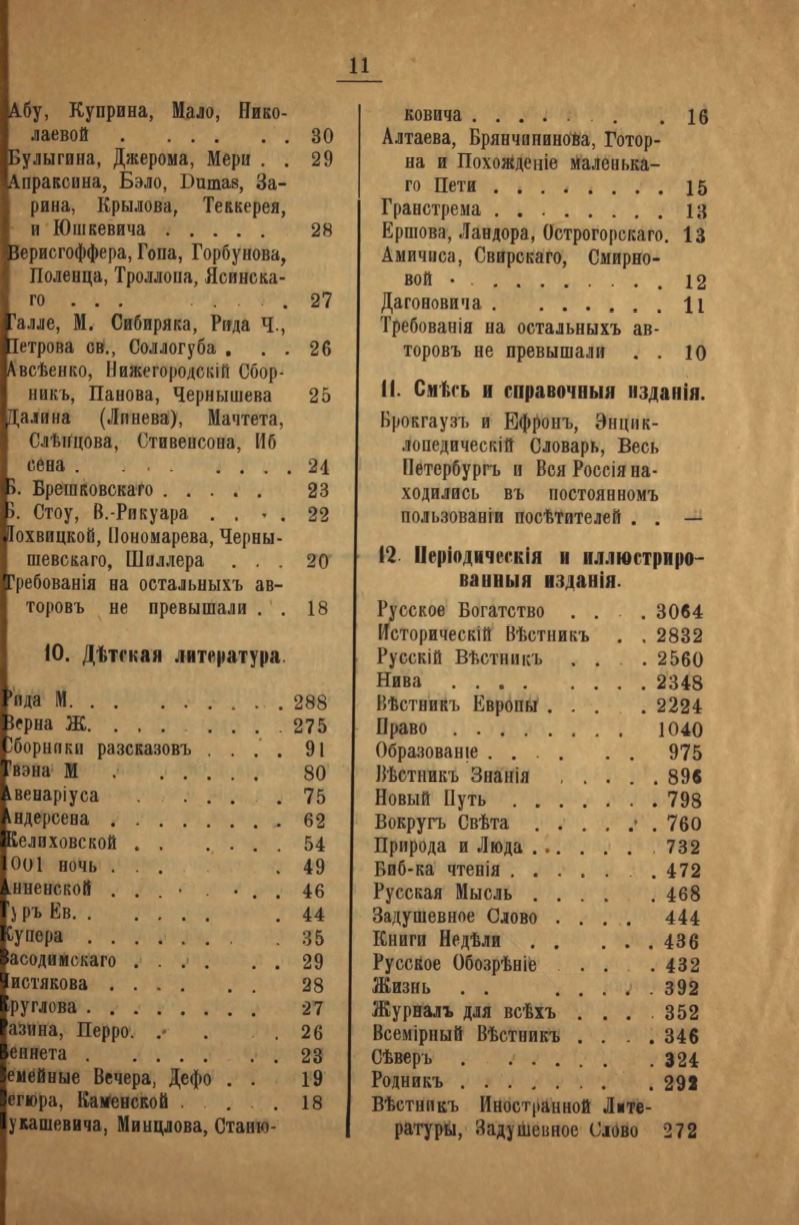 11
Абу, Куприна, Мало, Нико-
лаевой . . . . . . 30
Булыгина, Джерома, Мери . . 29
Апраксина, Бэло, Dumas, За-
рина, Крылова, Теккерея,
и Юшкевича . . . . . 28
Верисгоффера, Гопа, Горбунова,
Поленца, Троллопа, Ясинска-
го . . . . . . 27
Галле, М. Сибиряка, Рида Ч.,
Петрова св., Соллогуба . . . 26
Авсѣенко, Нижегородскій Сбор-
никъ, Панова, Чернышева 25
Далина (Линева), Мачтета,
Слѣпцова, Стивенсона, Иб
сена . . . . . . . . 24
Б. Брешковскаго . . . . . 23
Б. Стоу, В.-Рикуара . . . . 22
Лохвицкой, Пономарева, Черны-
шевскаго, Шиллера . . . 20
Требованія на остальныхъ ав-
торовъ не превышали . . 18
10. Дѣтская литература.
Рида М. . . . . . . . . 288
Верна Ж. . . . . . . . . 275
Сборники разсказовъ . . . . 91
Твэна М . . . . . . 80
Авенаріуса . . . . . 75
Андерсена . . . . . . . . 62
Желиховской . . . . . . 54
1001 ночь . . . . 49
Анненской . . . . . . . 46
Туръ Ев. . . . . . . 44
Купера . . . . . . . 35
Засодимскаго . . . . . . 29
Чистякова . . . . . . 28
Круглова . . . . . . . . 27
Разина, Перро. . . . 26
Беннета . . . . . . . 23
Семейные Вечера, Дефо . . 19
Сегюра, Каменской . . . 18
Лукашевича, Минцлова, Станю-
ковича . . . . . . . . 16
Алтаева, Брянчининова, Готор-
на и Похожденіе маленька-
го Пети . . . . . . . . 15
Гранстрема . . . . . . . . 13
Ершова, Ландора, Острогорскаго. 13
Амичиса, Свирскаго, Смирно-
вой . . . . . . . . . . 12
Дагоновича . . . . . . . 11
Требованія на остальныхъ ав-
торовъ не превышали . . 10
11. Смѣсь и справочныя изданія.
Брокгаузъ и Ефронъ, Энцик-
лопедическій Словарь, Весь
Петербургъ и Вся Россія на-
ходились въ постоянномъ
пользованіи посѣтителей . . —
12. Періодическія и иллюстриро-
ванныя изданія.
Русское Богатство . . . . 3064
Историческій Вѣстникъ . . 2832
Русскій Вѣстникъ . . . . 2560
Нива . . . . . . . . 2348
Вѣстникъ Европы . . . . . 2224
Право . . . . . . . . 1040
Образованіе . . . . . . 975
Вѣстникъ Знанія . . . . . 896
Новый Путь . . . . . . . 798
Вокругъ Свѣта . . . . . . 760
Природа и Люда . . . . . . 732
Биб-ка чтенія . . . . . . . 472
Русская Мысль . . . . . 468
Задушевное Слово . . . . 444
Книги Недѣли . . . . . . 436
Русское Обозрѣніе . . . . 432
Жизнь . . . . . . . 392
Журналъ для всѣхъ . . . . 352
Всемірный Вѣстникъ . . . . 346
Сѣверъ . . . . . . . . 324
Родникъ . . . . . . . . 292
Вѣстникъ Иностранной Лите-
ратуры, Задушевное Слово 272